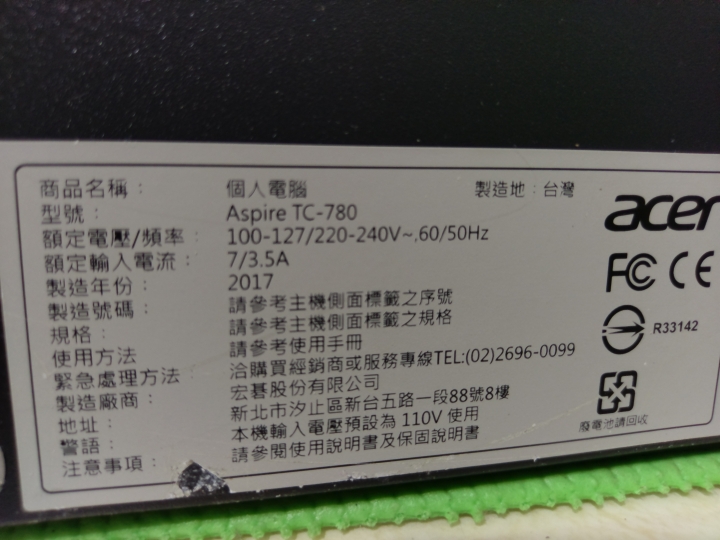 商品名稱： 個人電腦 製造地：台灣
型號： Aspire TC-780
額定電壓/頻率： 100-127/220-240V~,60/50Hz
額定輸入電流： 7/3.5A
製造年份： 2017
製造號碼： 請參考主機側面標籤之序號
規格： 請參考主機側面標籤之規格
使用方法 請參考使用手冊
緊急處理方法 洽購買經銷商或服務專線TEL:(02)2696-0099
製造廠商： 宏碁股份有限公司
地址： 新北市汐止區新台五路一段88號8樓
警語： 本機輸入電壓預設為 110V 使用
注意事項： 請參閱使用說明書及保固說明書
acer
FC CE
R33142
廢電池請回收